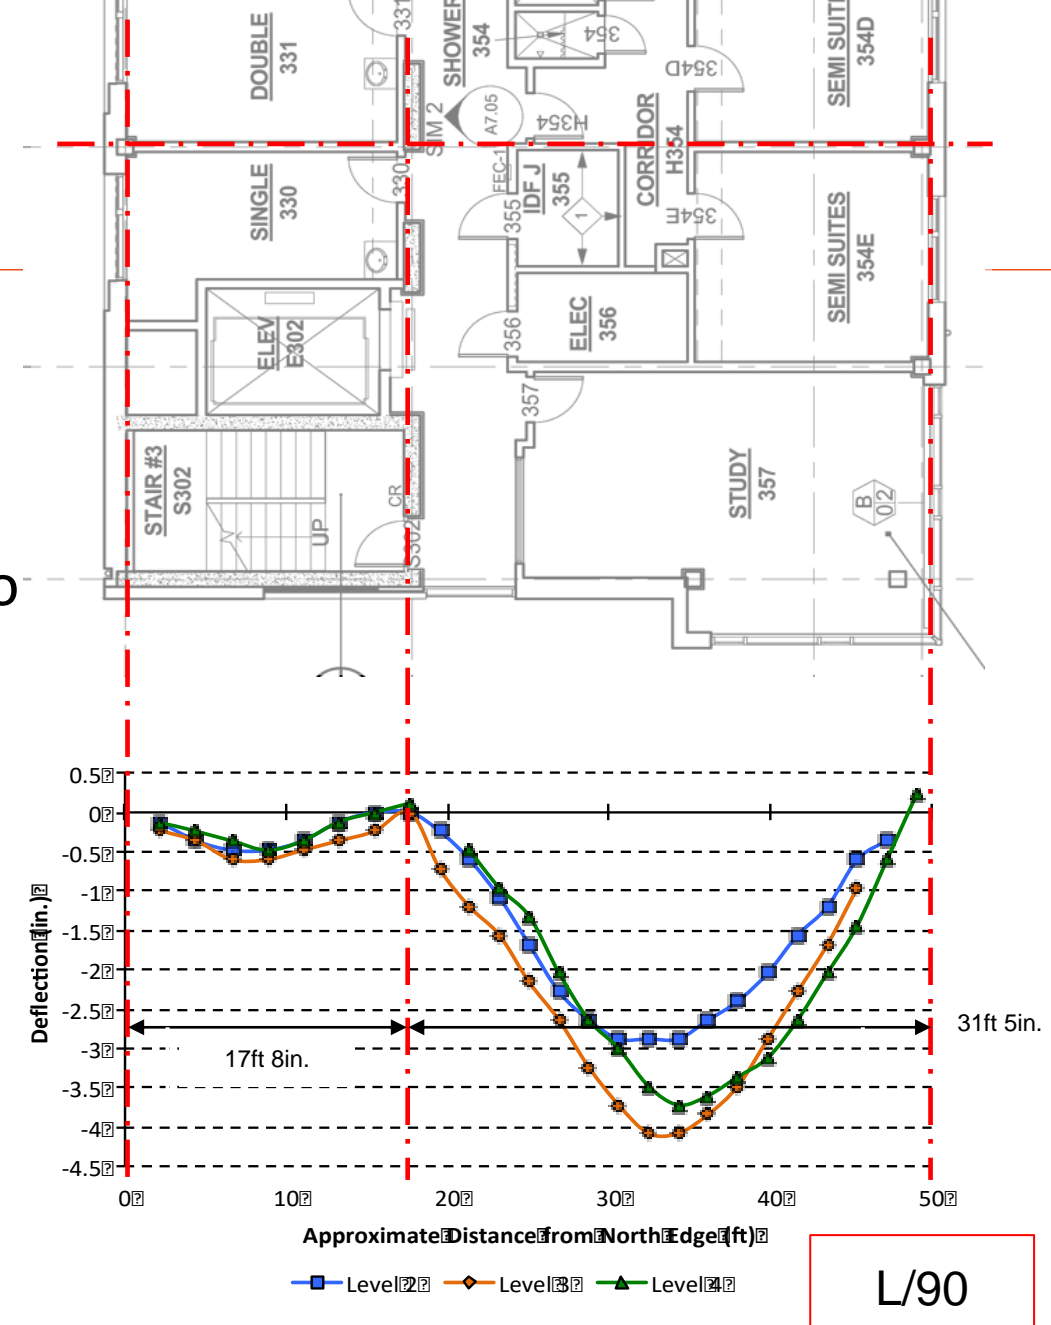 DOUBLE
331
331
SHOWER
354
354
354D
SEMI SUITE
354D
SIM 2
A7.05
H354
CORRIDOR
H354
SINGLE
330
330
FEC-1
IDF J
355
355
1
354E
SEMI SUITES
354E
ELEV
E302
356
ELEC
356
357
STAIR #3
S302
UP
CR
S302
STUDY
357
B
02
0.5
0
-0.5
-1
-1.5
-2
-2.5
-3
-3.5
-4
-4.5
Deflection (in.)
17ft 8in.
31ft 5in.
0 10 20 30 40 50
Approximate Distance from North Edge (ft)
Level 2 Level 3 Level 4
L/90